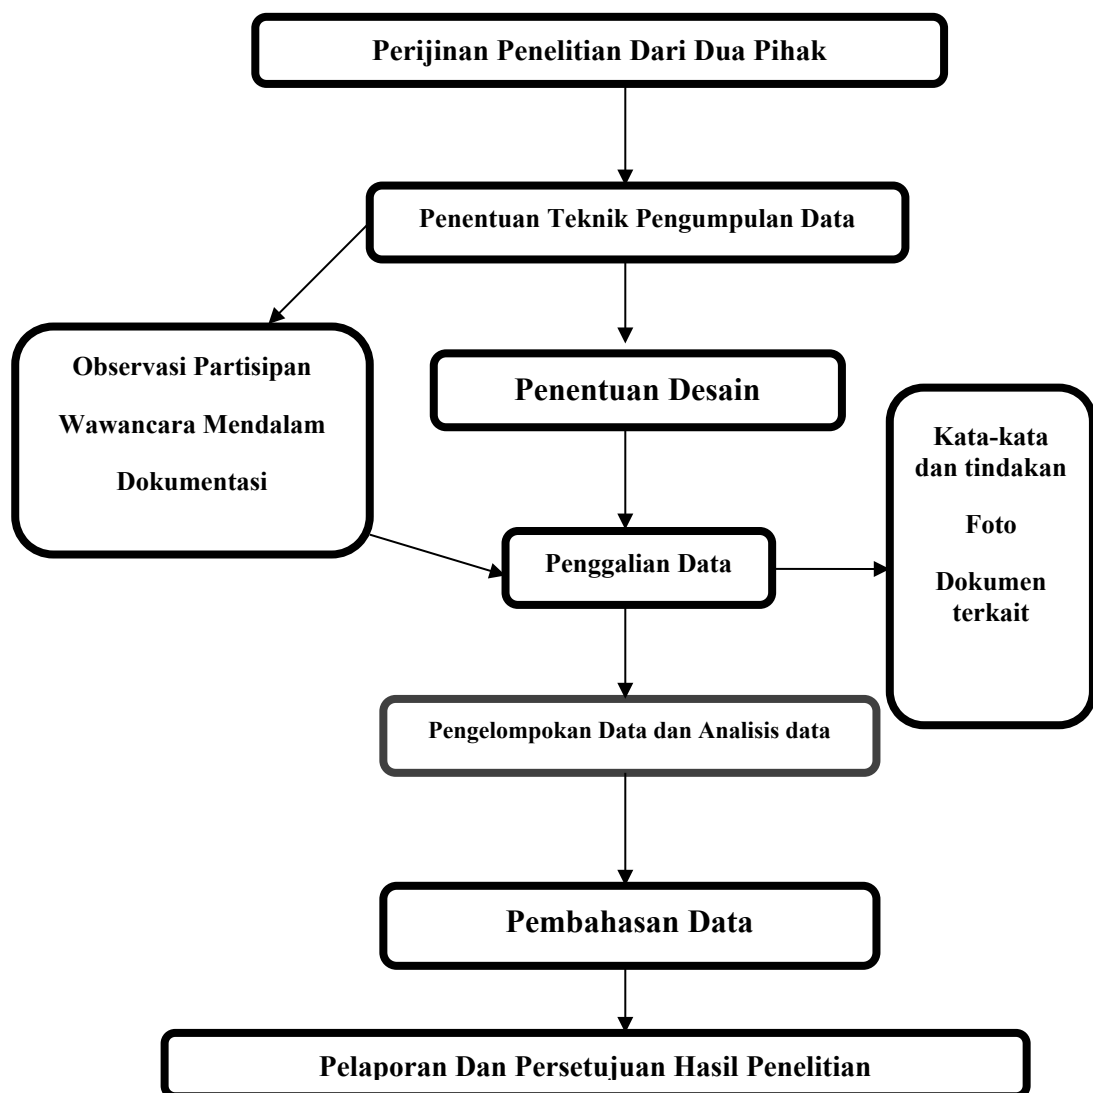 Perijinan Penelitian Dari Dua Pihak
Penentuan Teknik Pengumpulan Data
Observasi Partisipan
Wawancara Mendalam
Dokumentasi
Penentuan Desain
Kata-kata
dan tindakan
Foto
Dokumen
terkait
Penggalian Data
Pengelompokan Data dan Analisis data
Pembahasan Data
Pelaporan Dan Persetujuan Hasil Penelitian